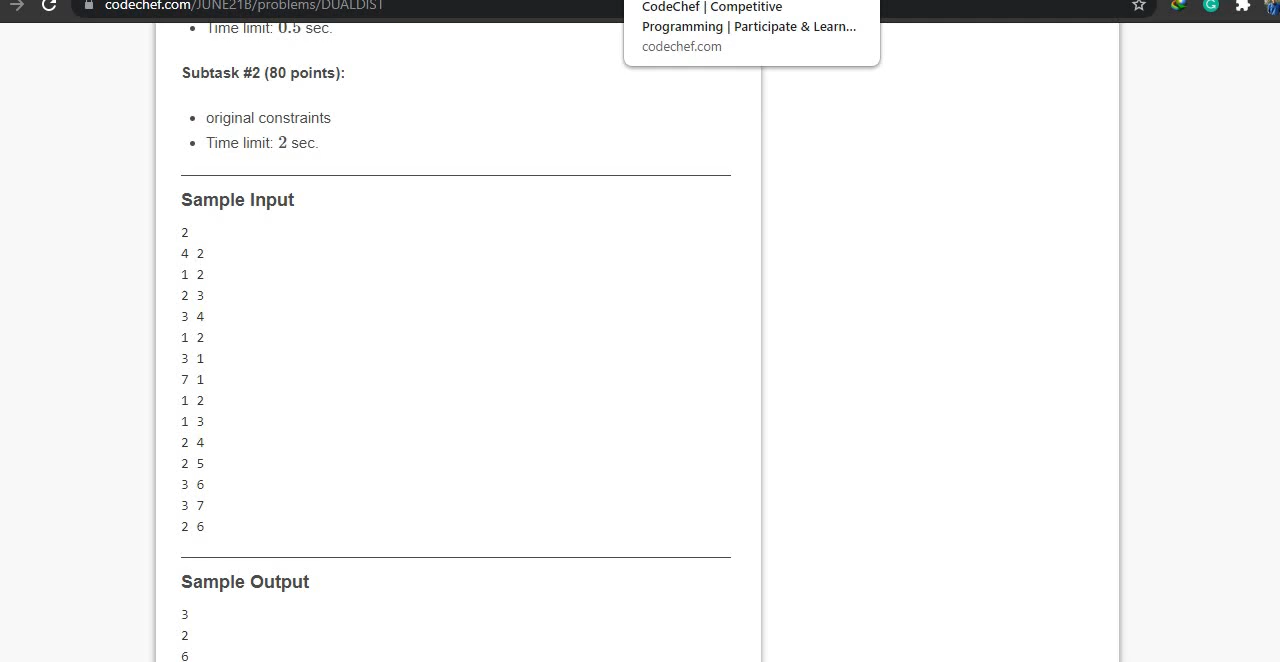 codechef.com/JUNE21B/problems/DUALDIST
CodeChef | Competitive
Programming | Participate & Learn...
codechef.com
Time limit: 0.5 sec.
Subtask #2 (80 points):
original constraints
Time limit: 2 sec.
Sample Input
2
4 2
1 2
2 3
3 4
1 2
3 1
7 1
1 2
1 3
2 4
2 5
3 6
3 7
2 6
Sample Output
3
2
6